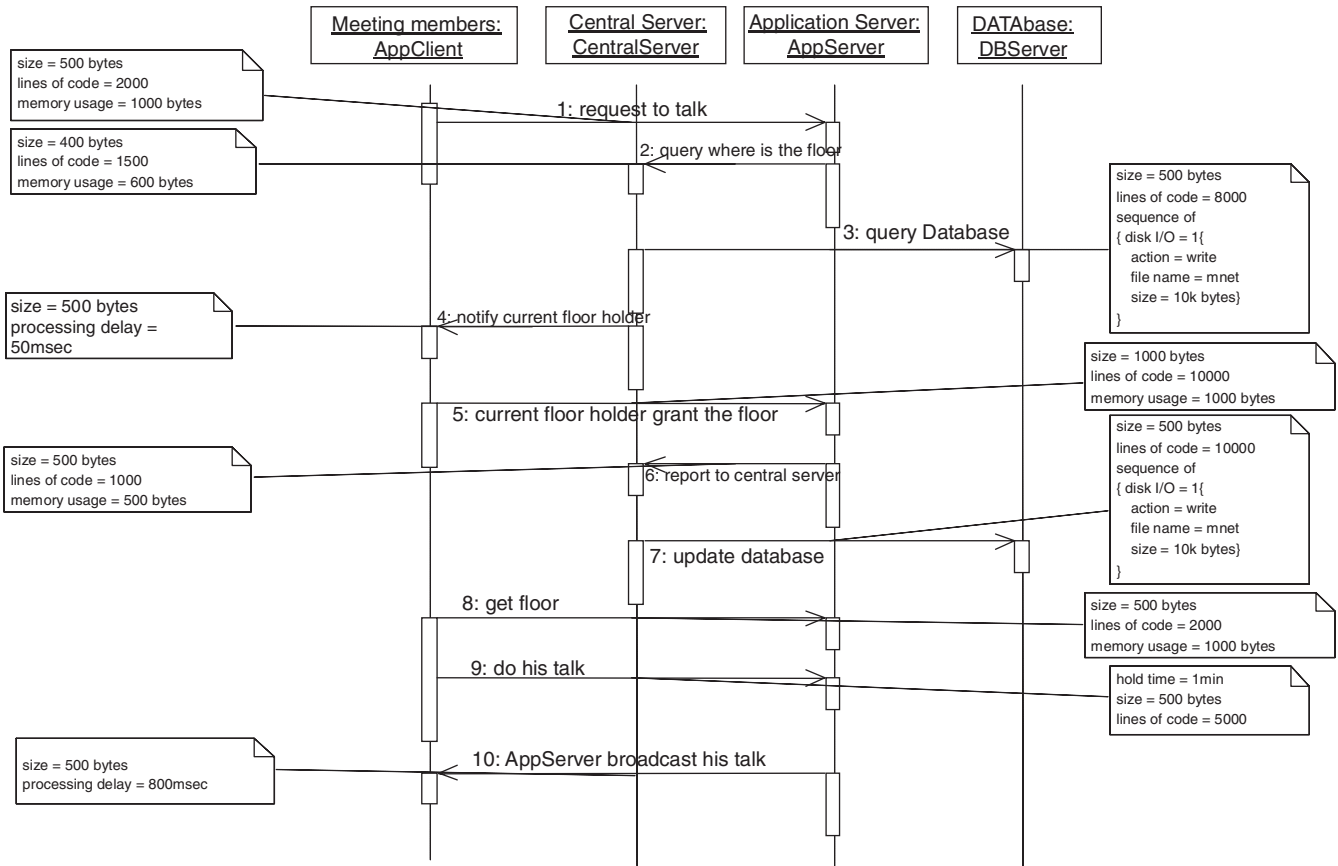 Meeting members:
AppClient
Central Server:
CentralServer
Application Server:
AppServer
DATAbase:
DBServer
size = 500 bytes
lines of code = 2000
memory usage = 1000 bytes
1: request to talk
size = 400 bytes
lines of code = 1500
memory usage = 600 bytes
2: query where is the floor
size = 500 bytes
lines of code = 8000
sequence of
{ disk I/O = 1{
action = write
file name = mnet
size = 10k bytes}
}
3: query Database
size = 500 bytes
processing delay =
50msec
4: notify current floor holder
size = 1000 bytes
lines of code = 10000
memory usage = 1000 bytes
5: current floor holder grant the floor
size = 500 bytes
lines of code = 10000
sequence of
{ disk I/O = 1{
action = write
file name = mnet
size = 10k bytes}
}
size = 500 bytes
lines of code = 1000
memory usage = 500 bytes
6: report to central server
7: update database
8: get floor
size = 500 bytes
lines of code = 2000
memory usage = 1000 bytes
9: do his talk
hold time = 1min
size = 500 bytes
lines of code = 5000
10: AppServer broadcast his talk
size = 500 bytes
processing delay = 800msec